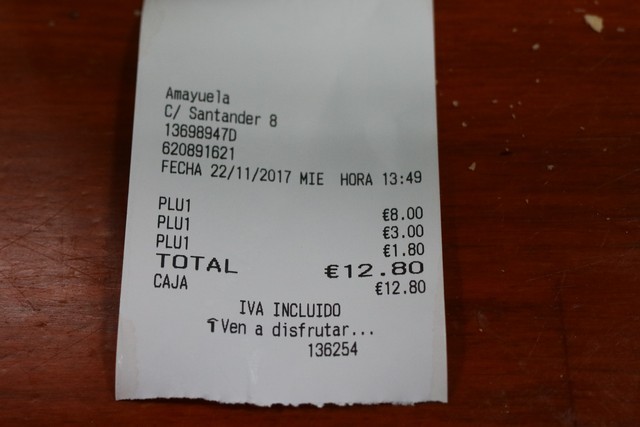 Amayuela
C/ Santander 8
13698947D
620891621
FECHA 22/11/2017 MIE HORA 13:49
PLU1 €8.00
PLU1 €3.00
PLU1 €1.80
TOTAL €12.80
CAJA €12.80
IVA INCLUIDO
Ven a disfrutar...
136254